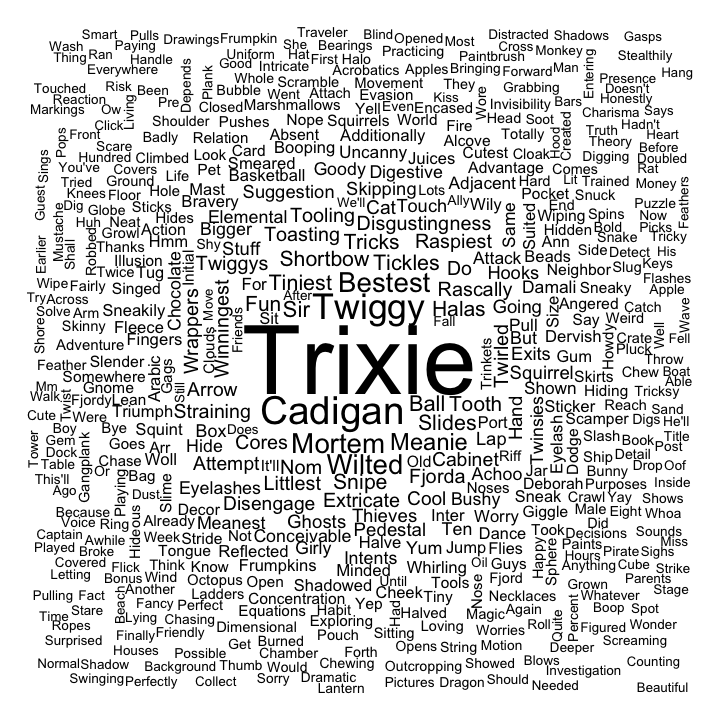 Smart Pulls Drawings Frumpkin Traveler Blind Opened Most Distracted Shadows Gasps
Wash Paying Uniform She Bearings Practicing Cross Monkey Stealthily
Thing Ran Handle Good Intricate Hat First Halo Acrobatics Apples Bringing Paintbrush Forward Man Entering Presence Hang
Everywhere Depends Plank Whole Scramble Movement They Grabbing Doesn't
Touched Risk Been Bubble Went Attach Evasion Kiss Wore Invisibility Bars Honestly
Reaction Living Pre Closed Marshmallows Yell Even Encased Head Soot Hood Created Charisma Says
Markings Ow Shoulder Pushes Nope Squirrels World Fire Totally Truth Hadn't
Click Front Badly Relation Absent Additionally Alcove Cutest Cloak Theory Heart
Pops Scare Hundred Climbed Look Card Booping Uncanny Juices Advantage Comes Digging Before Doubled
You've Covers Life Pet Smeared Basketball Goody Digestive Adjacent Hard Lit Trained Rat Money
Sings Tried Ground Hole Mast Suggestion Skipping Lots Pocket Snuck Feathers
Guest Knees Floor Bravery We'll Cat Touch Ally Wily Same Suited End Wiping Spins Puzzle Now
Dig Globe Sticks Hides Elemental Tooling Disgustingness Hidden Bold Picks
Mustache Huh Neat Action Bigger Toasting Tricks Raspiest Ann Snake Tricky
Earlier Shall Robbed Growl Hmm Shy Stuff Shortbow Tickles Do Attack Beads Side Detect His
Thanks Illusion Initial Twiggys Hooks Neighbor Slug Keys
Wipe Fairly Twice Tug Chocolate For Tiniest Bestest Rascally Damali Sneaky Flashes Apple
Try Across Singed Wrappers Clouds Move Winningest Fun After Sir Twiggy Halas Going Size Angered Catch
Solve Arm Sneakily Sit Fall Pull Say Weird Wave
Shore Skinny Fleece Friends Trixie Trinkets Twirled But Dervish Howdy Crate Well Fell
Adventure Fingers Exits Gum Pluck Throw
Feather Slender Arabic Gags Still Squirrel Skirts Chew Boat
Mm Somewhere Gnome Arrow Shown Hiding Tricksy Able
Walk Twist Fjordy Lean Cadigan Ball Tooth Hand Twinsies Sticker Reach Sand
Cute Were Triumph Straining Slides Port Eyelash Dodge Scamper Digs He'll
Boy Bye Squint Box Does Mortem Meanie Lap Slash Book Title
Tower Gem Gangplank Goes Arr Hide Cores Riff Post
Dock Table Or Chase Woll Attempt It'll Nom Wilted Old Cabinet Achoo Jar Ship Detail Drop Oof
This'll Playing Bag Slime Eyelashes Littlest Snipe Fjorda Noses Deborah Bunny Purposes Inside
Ago Dust Decor Disengage Extricate Cool Bushy Sneak Crawl Yay Shows
Because Hideous Already Meanest Ghosts Thieves Inter Worry Giggle Male Eight Whoa
Voice Ring Week Stride Not Conceivable Pedestal Ten Took Did
Captain Awhile Tongue Reflected Girly Halve Dance Happy Sphere Decisions Sounds
Played Broke Intents Yum Jump Flies Paints Pirate Sighs Miss
Covered Flick Think Know Frumpkins Minded Whirling Oil Guys Hours Anything Cube Strike
Letting Bonus Wind Octopus Open Shadowed Until Tools Nose Fjord Grown Parents
Pulling Fact Beach Another Ladders Concentration Cheek Tiny Necklaces Whatever Stage
Time Stare Fancy Perfect Equations Habit Yep Had Halved Magic Again Quite Percent Boop Spot
Ropes Lying Chasing Dimensional Exploring Loving Worries Roll Figured Wonder
Surprised Finally Friendly Get Burned Pouch Sitting Opens String Motion Deeper Screaming
Houses Possible Chamber Forth
Normal Shadow Background Thumb Would Chewing Outcropping Showed Blows Investigation Counting
Swinging Perfectly Collect Sorry Dramatic Lantern Pictures Dragon Should Needed Beautiful